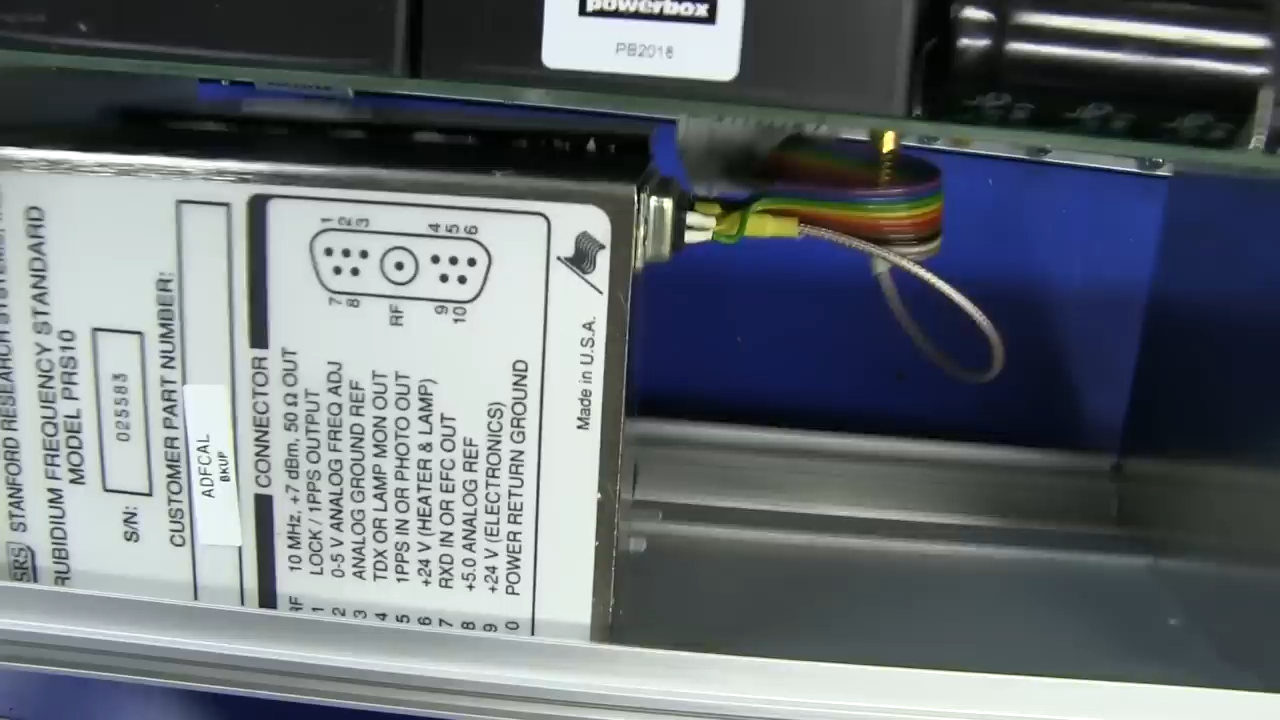 powerbox
PB2016
SRS STANFORD RESEARCH SYSTEMS,
RUBIDIUM FREQUENCY STANDARD
MODEL PRS10
S/N: 025583
CUSTOMER PART NUMBER:
ADFCAL
BKUP
CONNECTOR
1 2 3 4 5 6
7 8 RF 9 10
RF 10 MHz, +7 dBm, 50 Ω OUT
1 LOCK / 1PPS OUTPUT
2 0-5 V ANALOG FREQ ADJ
3 ANALOG GROUND REF
4 TDX OR LAMP MON OUT
5 1PPS IN OR PHOTO OUT
6 +24 V (HEATER & LAMP)
7 RXD IN OR EFC OUT
8 +5.0 ANALOG REF
9 +24 V (ELECTRONICS)
0 POWER RETURN GROUND
Made in U.S.A.